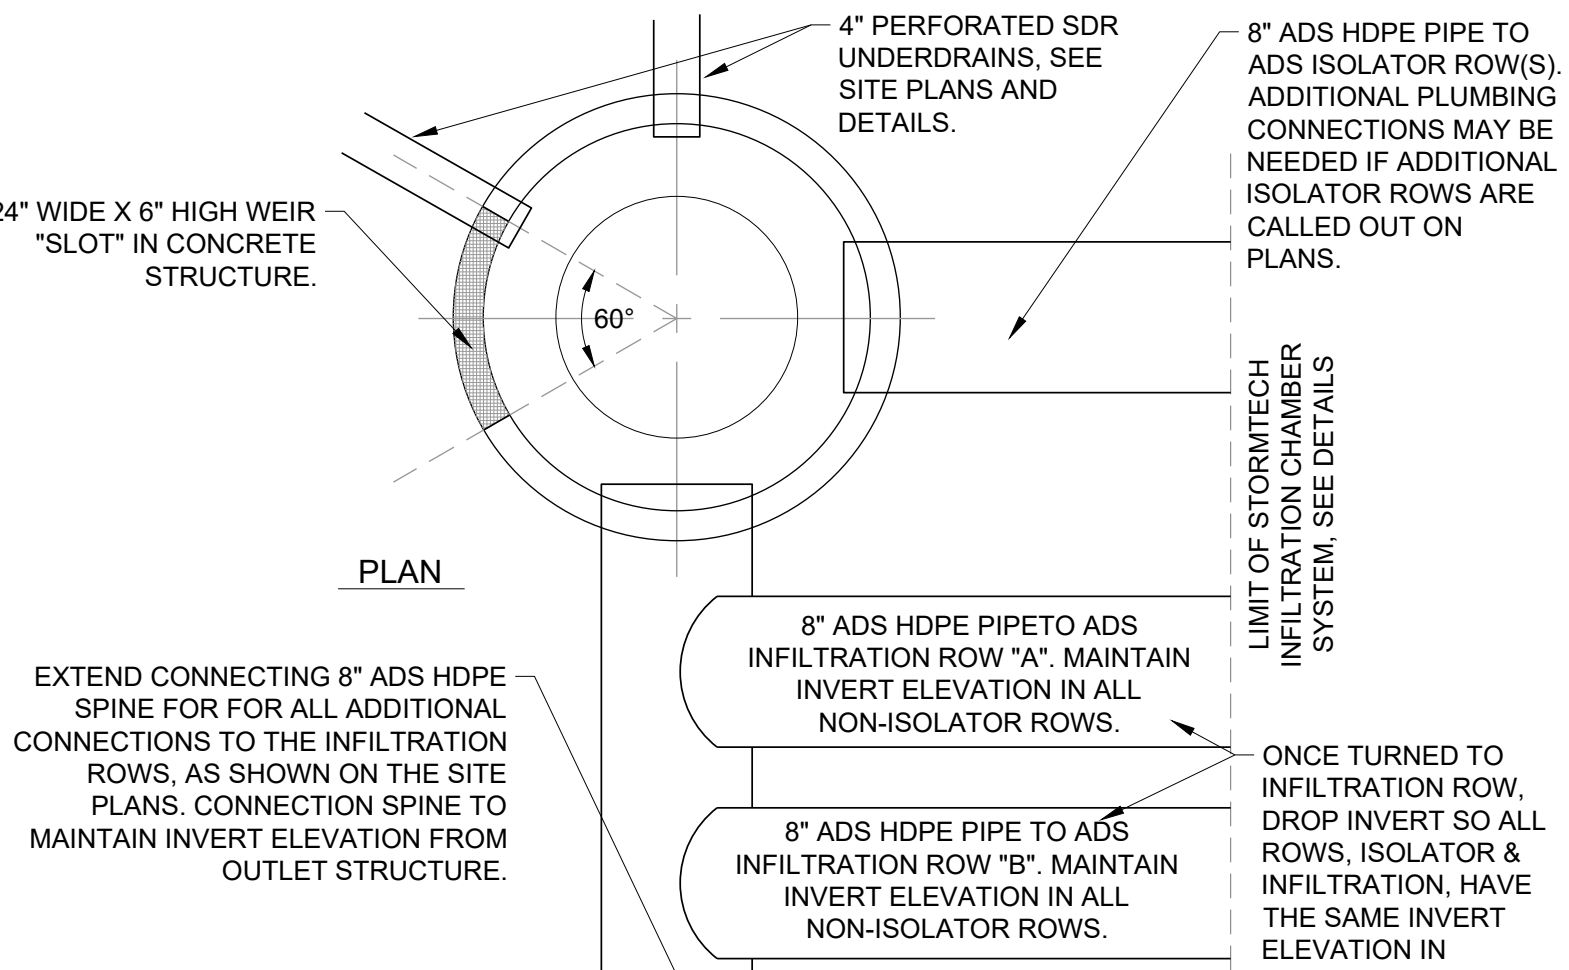 4" PERFORATED SDR
UNDERDRAINS, SEE
SITE PLANS AND
DETAILS.
8" ADS HDPE PIPE TO
ADS ISOLATOR ROW(S).
ADDITIONAL PLUMBING
CONNECTIONS MAY BE
NEEDED IF ADDITIONAL
ISOLATOR ROWS ARE
CALLED OUT ON
PLANS.
24" WIDE X 6" HIGH WEIR
"SLOT" IN CONCRETE
STRUCTURE.
60°
LIMIT OF STORMTECH
INFILTRATION CHAMBER
SYSTEM, SEE DETAILS
PLAN
8" ADS HDPE PIPETO ADS
INFILTRATION ROW "A". MAINTAIN
INVERT ELEVATION IN ALL
NON-ISOLATOR ROWS.
EXTEND CONNECTING 8" ADS HDPE
SPINE FOR FOR ALL ADDITIONAL
CONNECTIONS TO THE INFILTRATION
ROWS, AS SHOWN ON THE SITE
PLANS. CONNECTION SPINE TO
MAINTAIN INVERT ELEVATION FROM
OUTLET STRUCTURE.
8" ADS HDPE PIPE TO ADS
INFILTRATION ROW "B". MAINTAIN
INVERT ELEVATION IN ALL
NON-ISOLATOR ROWS.
ONCE TURNED TO
INFILTRATION ROW,
DROP INVERT SO ALL
ROWS, ISOLATOR &
INFILTRATION, HAVE
THE SAME INVERT
ELEVATION IN